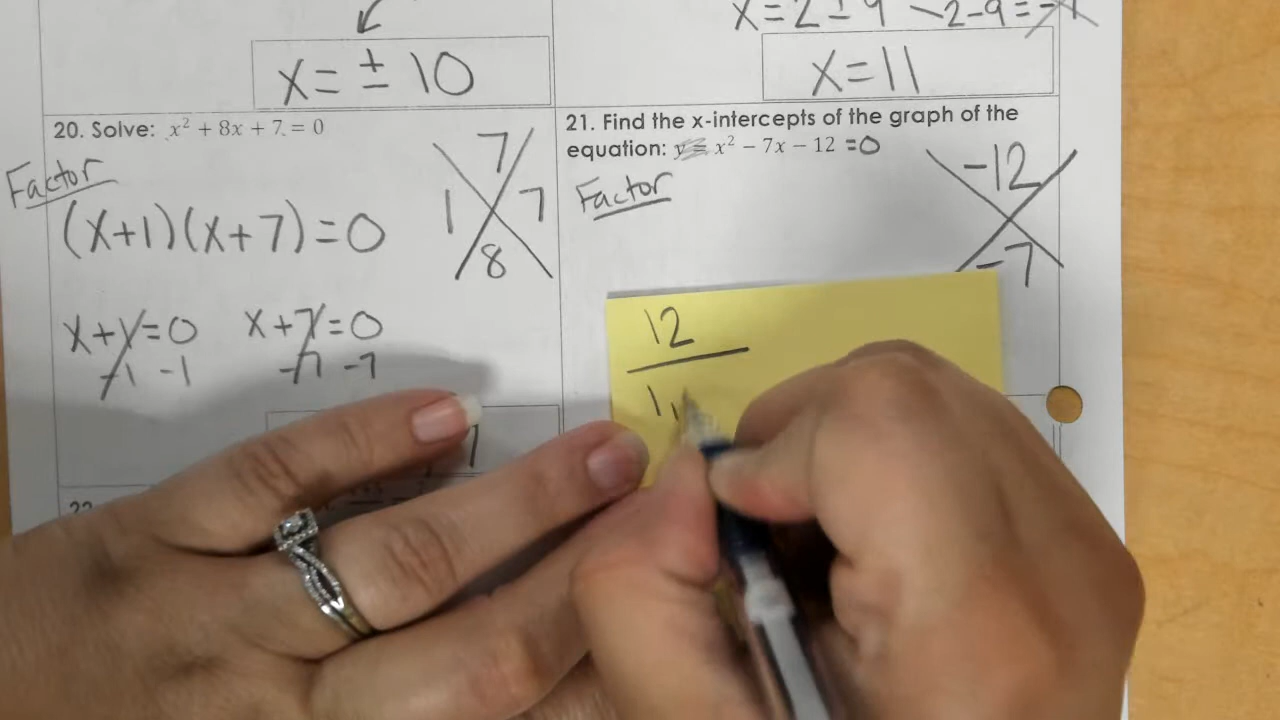 x = ± 10
x = 2 ± 9
-2-9 =
x = 11
20. Solve: x² + 8x + 7 = 0
Factor
(x+1)(x+7) = 0
7
1 7
8
x+1=0 x+7=0
-1 -1 -7 -7
21. Find the x-intercepts of the graph of the
equation: y = x² − 7x − 12 =0
Factor
-12
-7
12
1,